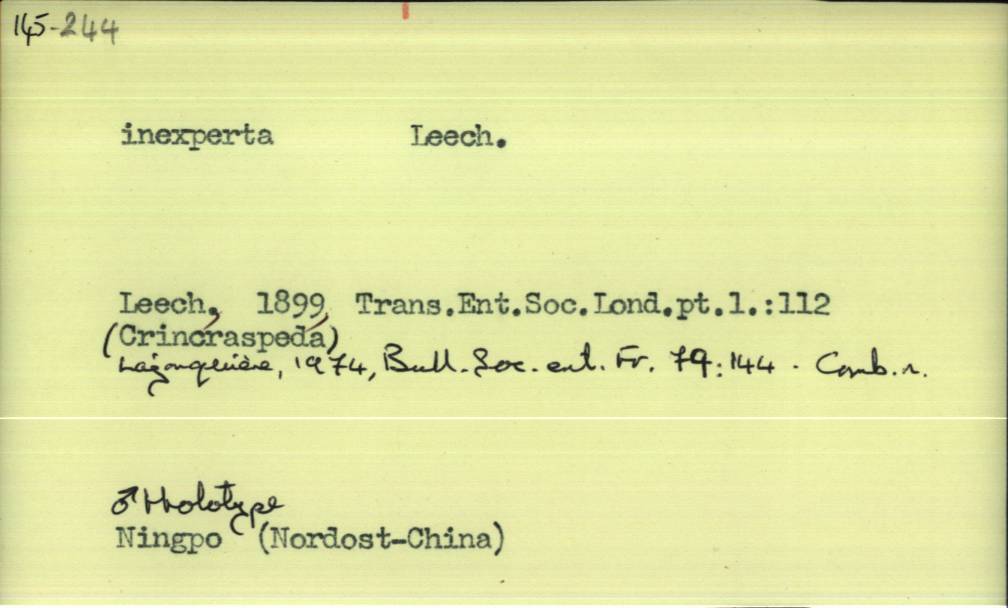 145-244
inexperta Leech.
Leech, 1899, Trans.Ent.Soc.Lond.pt.1.:112
(Crinocraspeda)
Lajonquière, 1974, Bull. Soc. ent. Fr. 79:144. Comb. n.
♂ Holotype
Ningpo (Nordost-China)